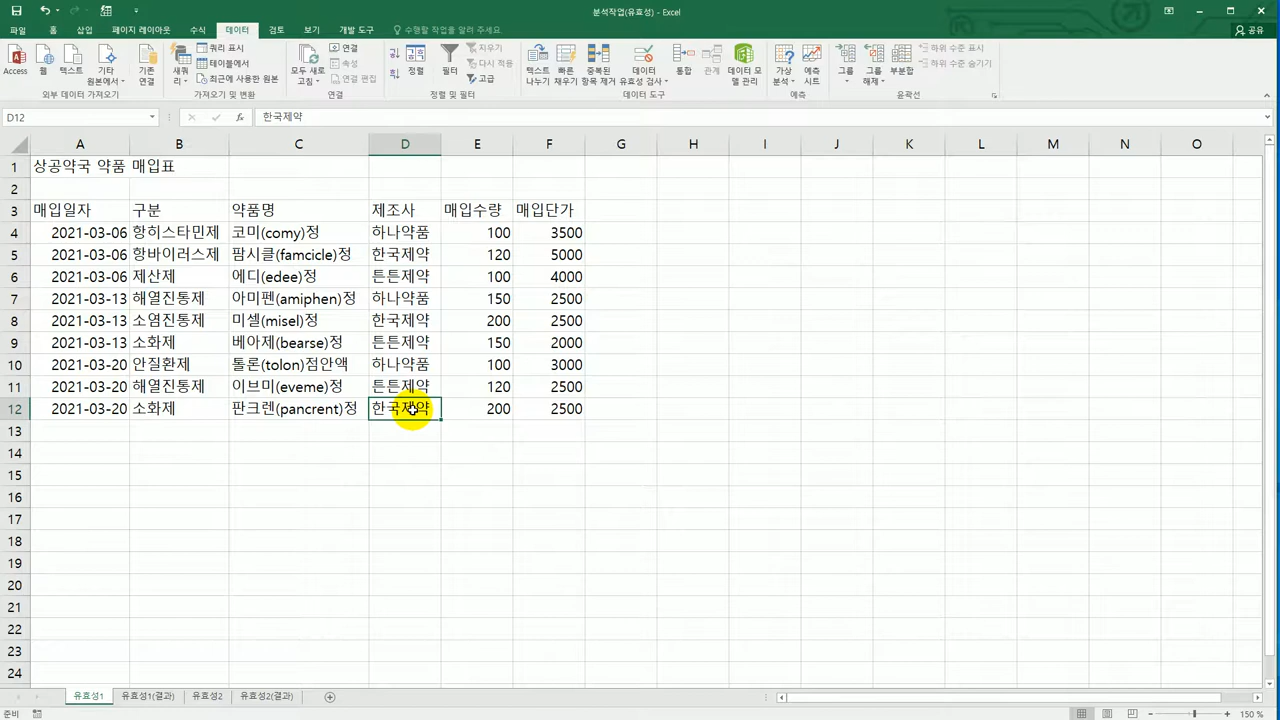 분석작업(유효성) - Excel
파일 홈 삽입 페이지 레이아웃 수식 데이터 검토 보기 개발 도구 수행할 작업을 알려 주세요. 공유
Access 웹 텍스트 기타 원본에서 기존 연결 새 쿼리 쿼리 표시 테이블에서 최근에 사용한 원본 모두 새로 고침 연결 속성 연결 편집 정렬 필터 지우기 다시 적용 고급 텍스트 나누기 빠른 채우기 중복된 항목 제거 데이터 유효성 검사 통합 관계 데이터 모델 관리 가상 분석 예측 시트 그룹 그룹 해제 부분합 하위 수준 표시 하위 수준 숨기기
외부 데이터 가져오기 가져오기 및 변환 연결 정렬 및 필터 데이터 도구 예측 윤곽선
D12 fx 한국제약
A B C D E F G H I J K L M N O
1 상공약국 약품 매입표
2
3 매입일자 구분 약품명 제조사 매입수량 매입단가
4 2021-03-06 항히스타민제 코미(comy)정 하나약품 100 3500
5 2021-03-06 항바이러스제 팜시클(famcicle)정 한국제약 120 5000
6 2021-03-06 제산제 에디(edee)정 튼튼제약 100 4000
7 2021-03-13 해열진통제 아미펜(amiphen)정 하나약품 150 2500
8 2021-03-13 소염진통제 미셀(misel)정 한국제약 200 2500
9 2021-03-13 소화제 베아제(bearse)정 튼튼제약 150 2000
10 2021-03-20 안질환제 톨론(tolon)점안액 하나약품 100 3000
11 2021-03-20 해열진통제 이브미(eveme)정 튼튼제약 120 2500
12 2021-03-20 소화제 판크렌(pancrent)정 한국제약 200 2500
13
14
15
16
17
18
19
20
21
22
23
24
유효성1 유효성1(결과) 유효성2 유효성2(결과)
준비 150 %